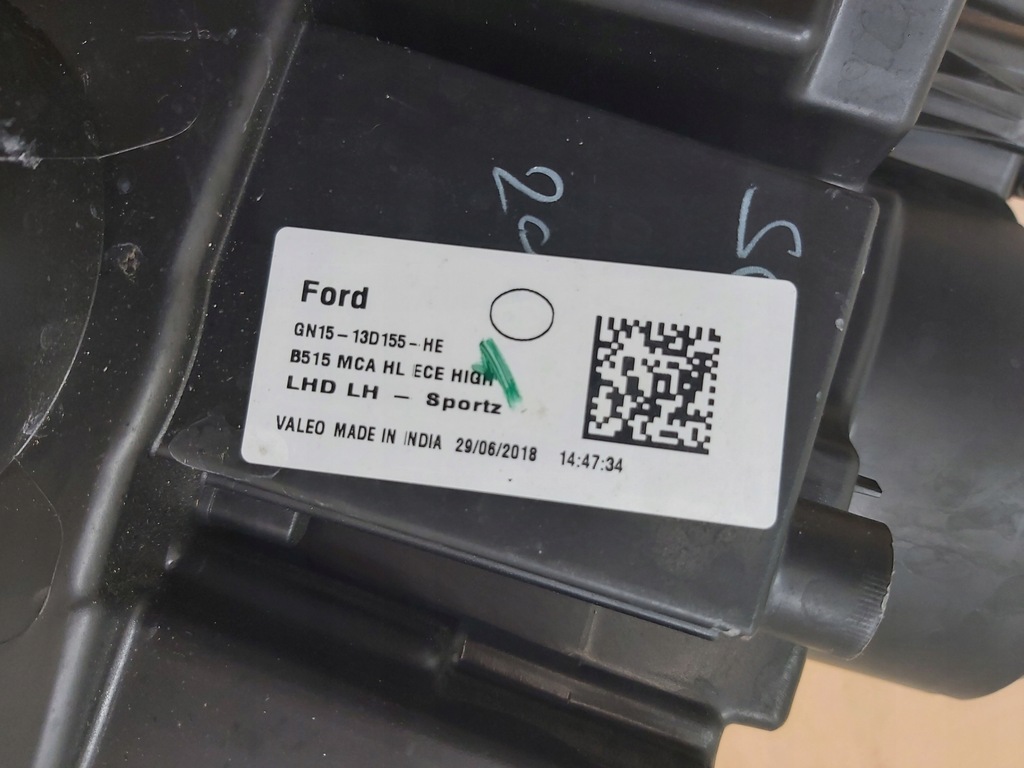 Ford
GN15-13D155-HE
B515 MCA HL ECE HIGH
LHD LH - Sportz
VALEO MADE IN INDIA 29/06/2018 14:47:34